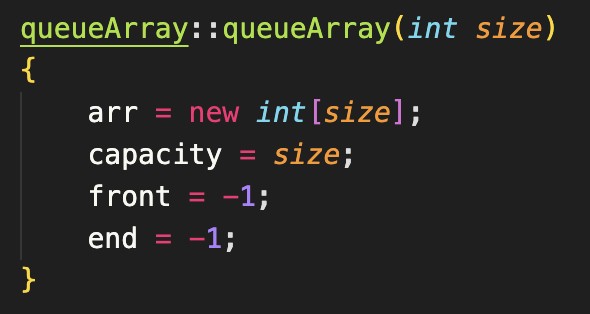 queueArray::queueArray(int size)
{
    arr = new int[size];
    capacity = size;
    front = -1;
    end = -1;
}